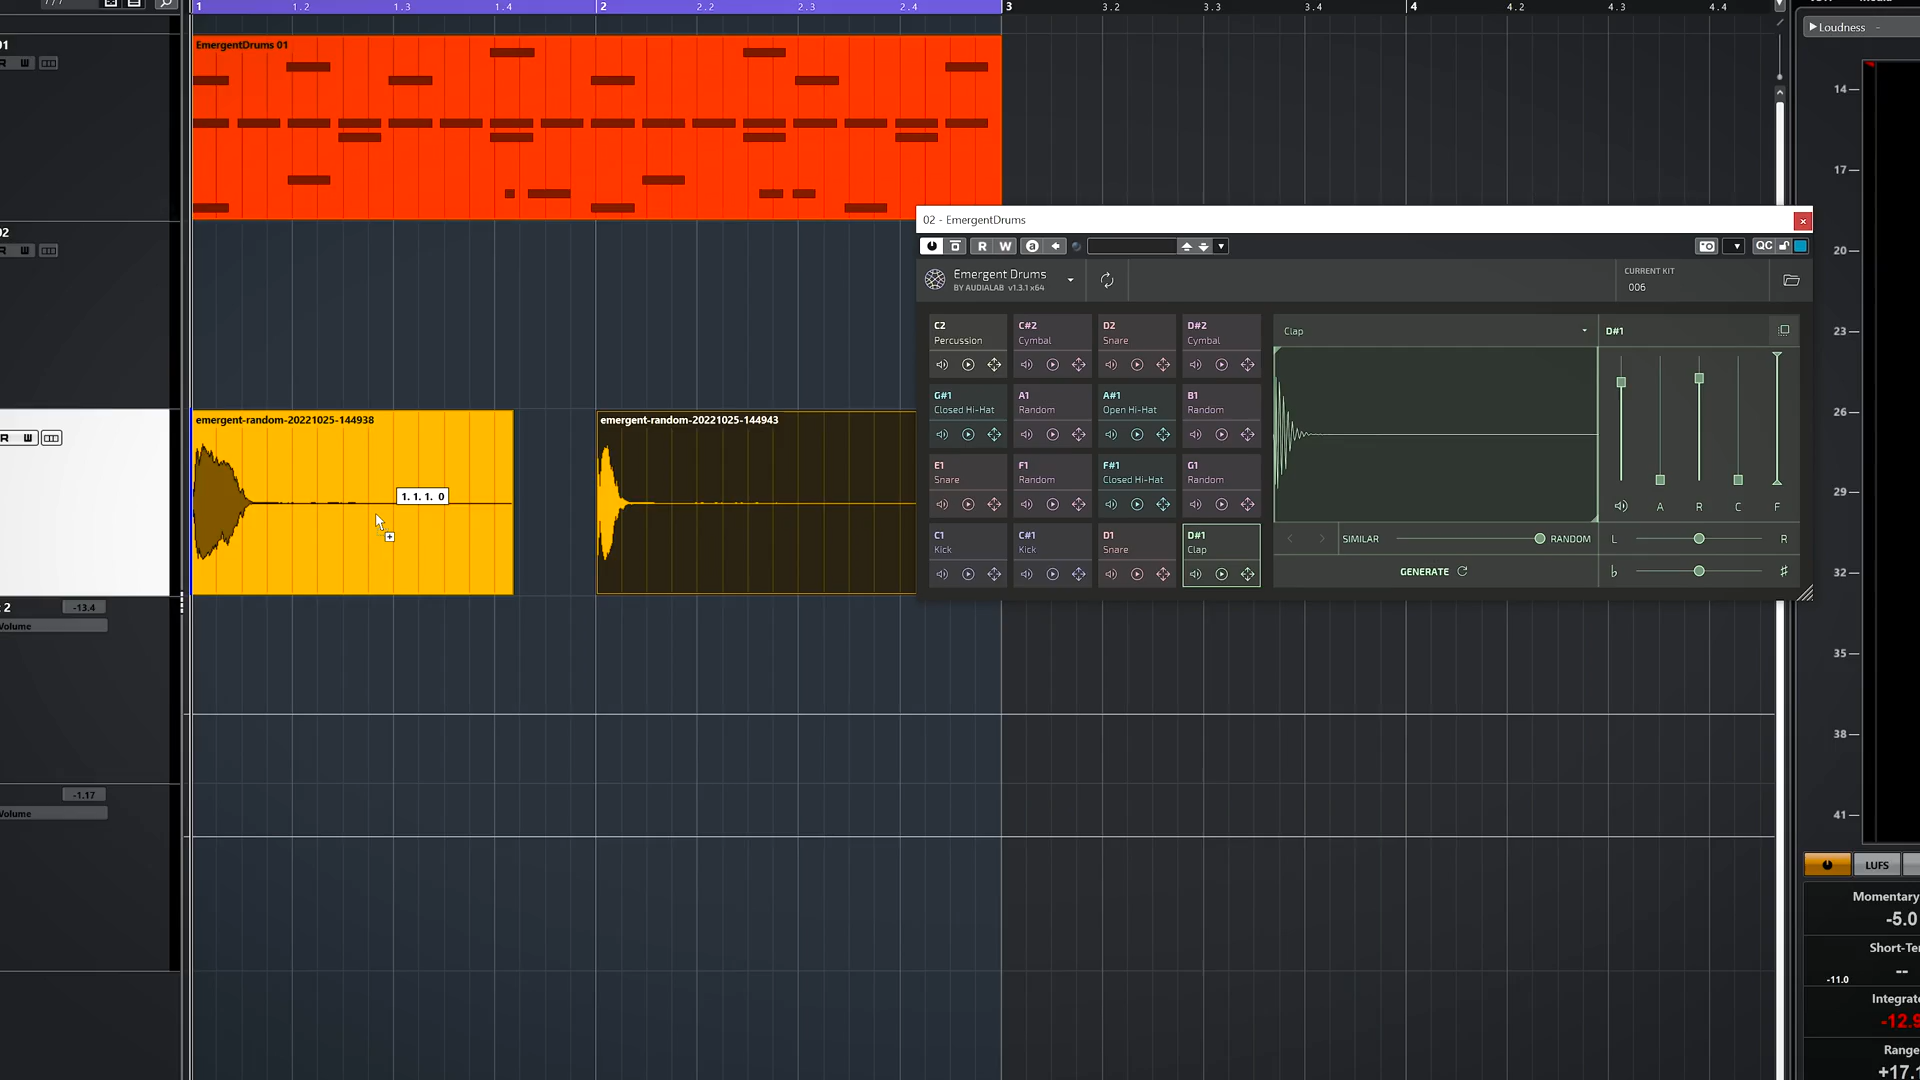 1 1.2 1.3 1.4 2 2.2 2.3 2.4 3 3.2 3.3 3.4 4 4.2 4.3 4.4
Loudness -
01
R W
EmergentDrums 01
02
R W
R W
emergent-random-20221025-144938
emergent-random-20221025-144943
1. 1. 1. 0
2 -13.4
Volume
-1.17
Volume
02 - EmergentDrums
R W a QC
Emergent Drums
BY AUDIALAB v1.3.1 x64
CURRENT KIT
006
C2 C#2 D2 D#2
Percussion Cymbal Snare Cymbal
G#1 A1 A#1 B1
Closed Hi-Hat Random Open Hi-Hat Random
E1 F1 F#1 G1
Snare Random Closed Hi-Hat Random
C1 C#1 D1 D#1
Kick Kick Snare Clap
Clap
D#1
A R C F
SIMILAR RANDOM
L R
GENERATE
♭ ♯
14
17
20
23
26
29
32
35
38
41
LUFS
Momentary
-5.0
Short-Te
--
-11.0
Integrate
-12.9
Range
+17.1